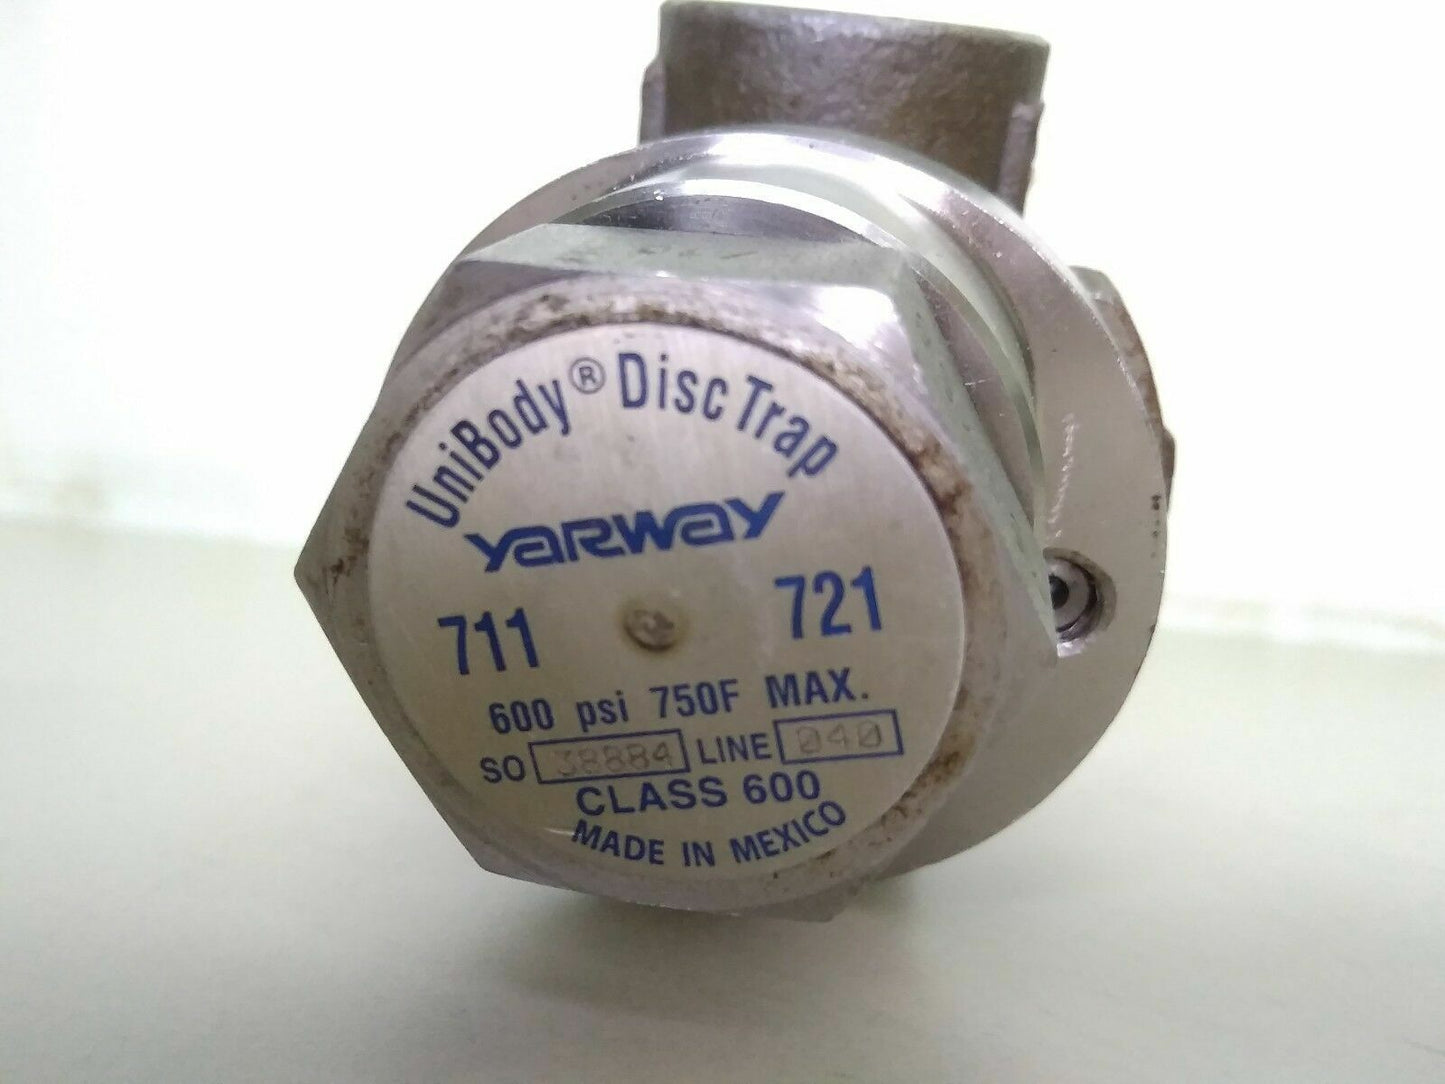 UniBody® Disc Trap
YARWAY
711 721
600 psi 750F MAX.
SO 38884 LINE 040
CLASS 600
MADE IN MEXICO